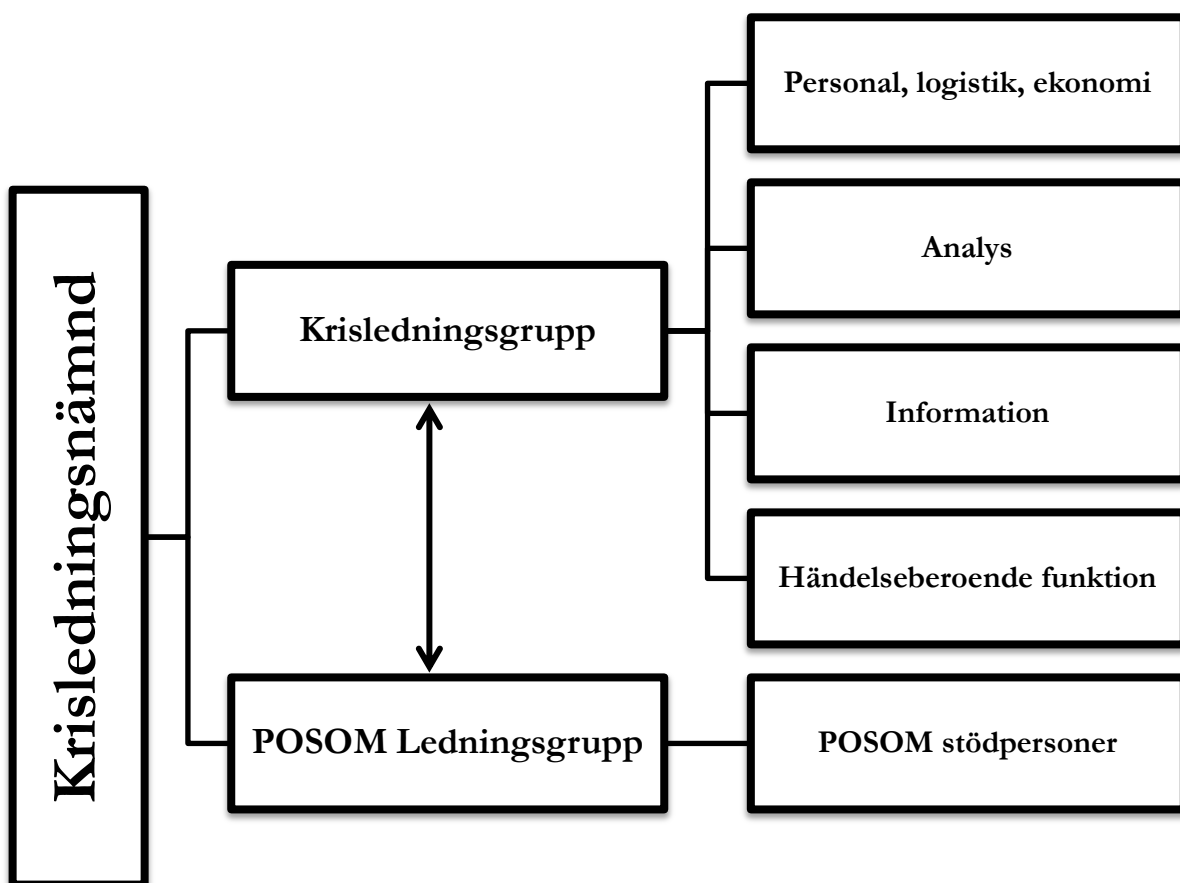 Krisledningsnämnd
Krisledningsgrupp
POSOM Ledningsgrupp
Personal, logistik, ekonomi
Analys
Information
Händelseberoende funktion
POSOM stödpersoner